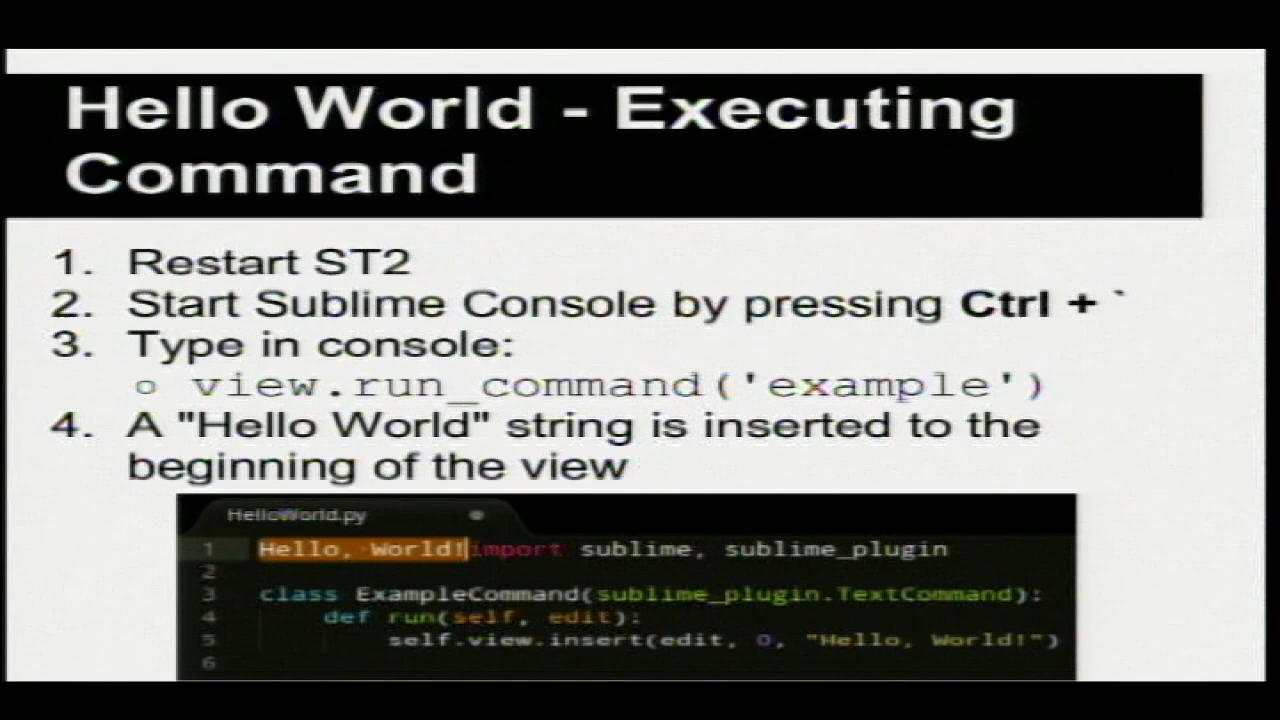 Hello World - Executing
Command
1. Restart ST2
2. Start Sublime Console by pressing Ctrl + `
3. Type in console:
○ view.run_command('example')
4. A "Hello World" string is inserted to the
beginning of the view
HelloWorld.py
1 Hello, World!import sublime, sublime_plugin
2
3 class ExampleCommand(sublime_plugin.TextCommand):
4 def run(self, edit):
5 self.view.insert(edit, 0, "Hello, World!")
6